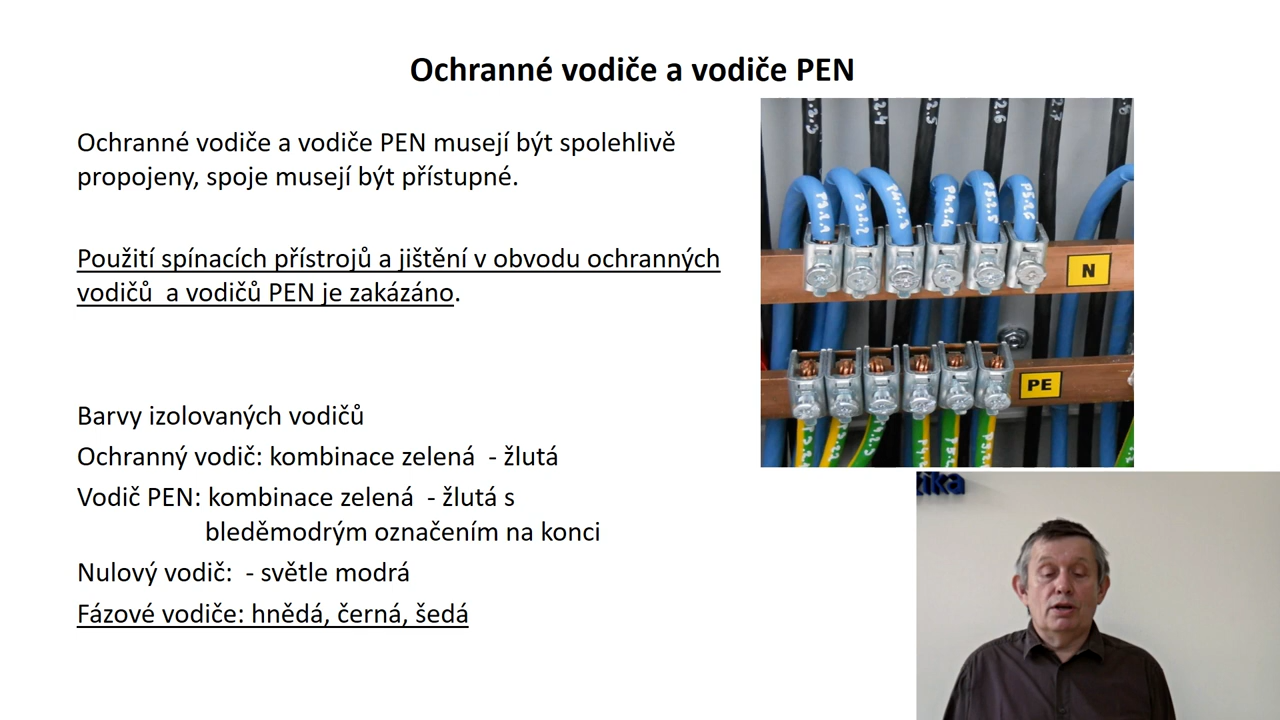 Ochranné vodiče a vodiče PEN
Ochranné vodiče a vodiče PEN musejí být spolehlivě
propojeny, spoje musejí být přístupné.
Použití spínacích přístrojů a jištění v obvodu ochranných
vodičů a vodičů PEN je zakázáno.
Barvy izolovaných vodičů
Ochranný vodič: kombinace zelená - žlutá
Vodič PEN: kombinace zelená - žlutá s
bleděmodrým označením na konci
Nulový vodič: - světle modrá
Fázové vodiče: hnědá, černá, šedá
N
PE